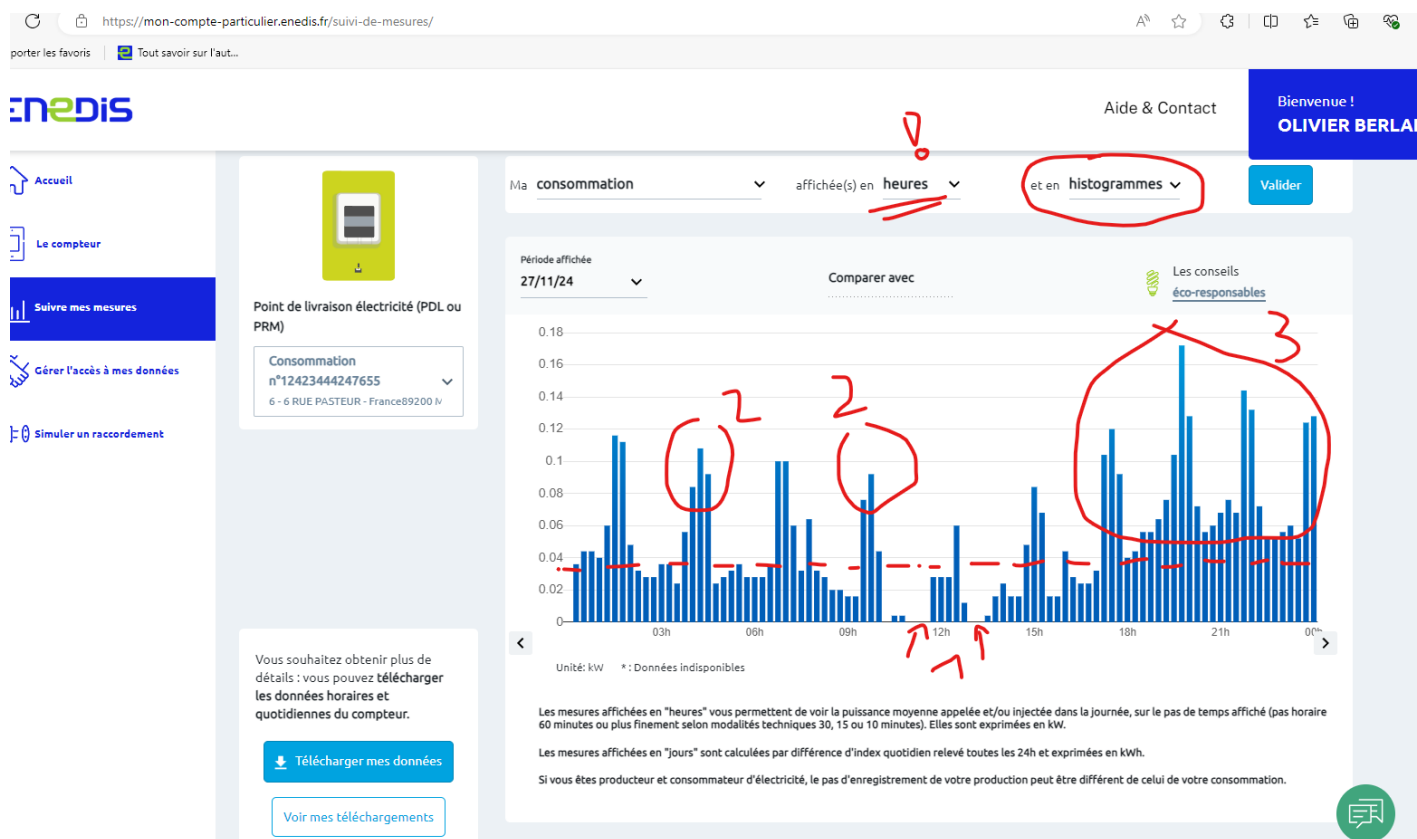 https://mon-compte-particulier.enedis.fr/suivi-de-mesures/
porter les favoris
Tout savoir sur l'aut...
ENEDIS
Aide & Contact
Bienvenue !
OLIVIER BERLA
Accueil
Le compteur
Suivre mes mesures
Gérer l'accès à mes données
Simuler un raccordement
Point de livraison électricité (PDL ou
PRM)
Consommation
n°12423444247655
6 - 6 RUE PASTEUR - France89200
Vous souhaitez obtenir plus de
détails : vous pouvez télécharger
les données horaires et
quotidiennes du compteur.
Télécharger mes données
Voir mes téléchargements
Ma consommation affichée(s) en heures et en histogrammes
Valider
!
Période affichée
27/11/24
Comparer avec
Les conseils
éco-responsables
0.18
0.16
0.14
0.12
0.1
0.08
0.06
0.04
0.02
0
2
2
3
03h 06h 09h 12h 15h 18h 21h 00h
1
Unité: kW * : Données indisponibles
Les mesures affichées en "heures" vous permettent de voir la puissance moyenne appelée et/ou injectée dans la journée, sur le pas de temps affiché (pas horaire
60 minutes ou plus finement selon modalités techniques 30, 15 ou 10 minutes). Elles sont exprimées en kW.
Les mesures affichées en "jours" sont calculées par différence d'index quotidien relevé toutes les 24h et exprimées en kWh.
Si vous êtes producteur et consommateur d'électricité, le pas d'enregistrement de votre production peut être différent de celui de votre consommation.